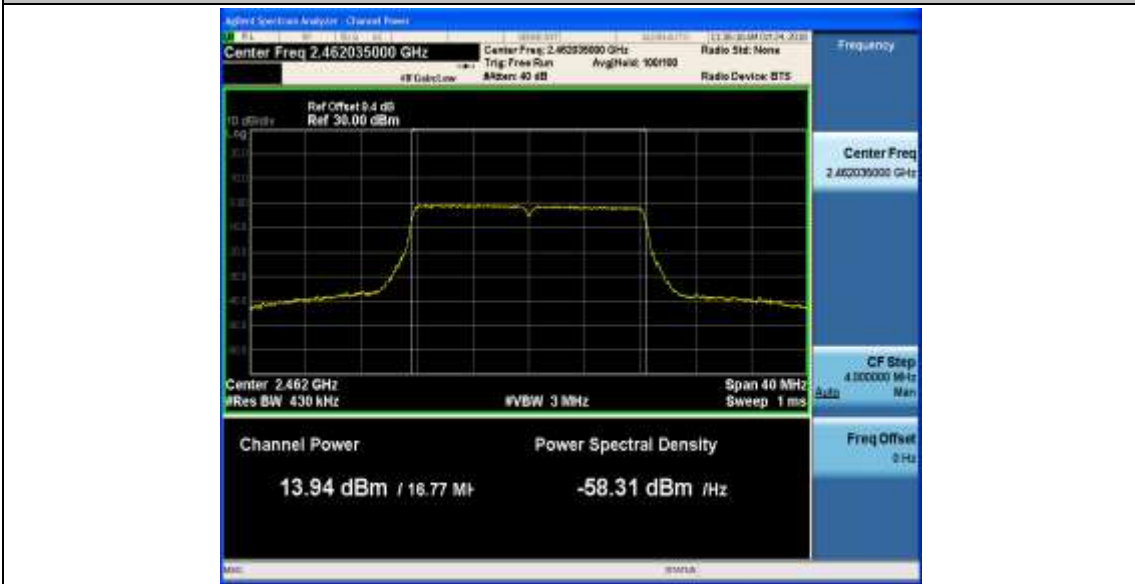 Agilent Spectrum Analyzer - Channel Power
Center Freq 2.462035000 GHz
Center Freq: 2.462035000 GHz
Radio Std: None
Trig: Free Run
Avg|Hold: 100/100
#IFGain:Low
#Atten: 40 dB
Radio Device: BTS
Ref Offset 9.4 dB
10 dB/div
Ref 30.00 dBm
Log
Center 2.462 GHz
Span 40 MHz
#Res BW 430 kHz
#VBW 3 MHz
Sweep 1 ms
Channel Power
Power Spectral Density
13.94 dBm / 16.77 MH
-58.31 dBm /Hz
MSG
STATUS
Frequency
Center Freq
2.462035000 GHz
CF Step
4.000000 MHz
Auto Man
Freq Offset
0 Hz